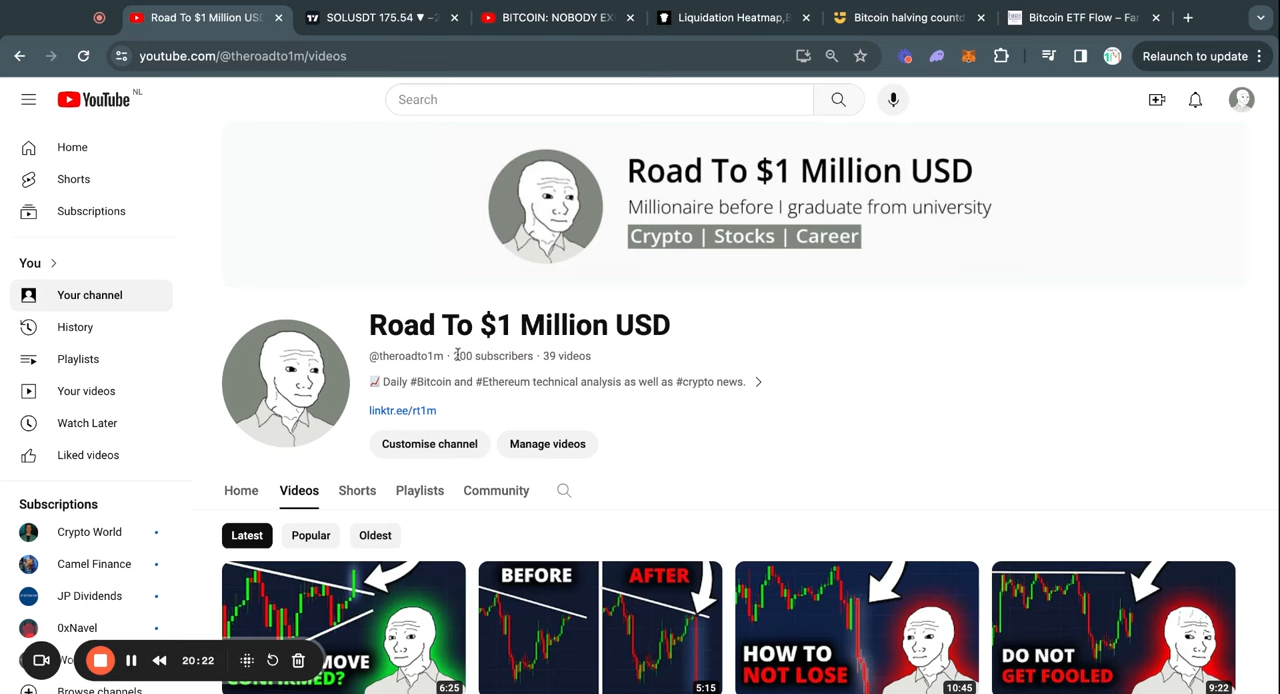 Road To $1 Million US
SOLUSDT 175.54 ▼ −2
BITCOIN: NOBODY EX
Liquidation Heatmap,
Bitcoin halving countd
Bitcoin ETF Flow – Far
youtube.com/@theroadto1m/videos
Relaunch to update
YouTube NL
Search
Home
Shorts
Subscriptions
You
Your channel
History
Playlists
Your videos
Watch Later
Liked videos
Subscriptions
Crypto World
Camel Finance
JP Dividends
0xNavel
Browse channels
Road To $1 Million USD
Millionaire before I graduate from university
Crypto | Stocks | Career
Road To $1 Million USD
@theroadto1m · 200 subscribers · 39 videos
📈 Daily #Bitcoin and #Ethereum technical analysis as well as #crypto news.
linktr.ee/rt1m
Customise channel
Manage videos
Home Videos Shorts Playlists Community
Latest Popular Oldest
MOVE
CONFIRMED?
6:25
BEFORE
AFTER
5:15
HOW TO
NOT LOSE
10:45
DO NOT
GET FOOLED
9:22
20:22